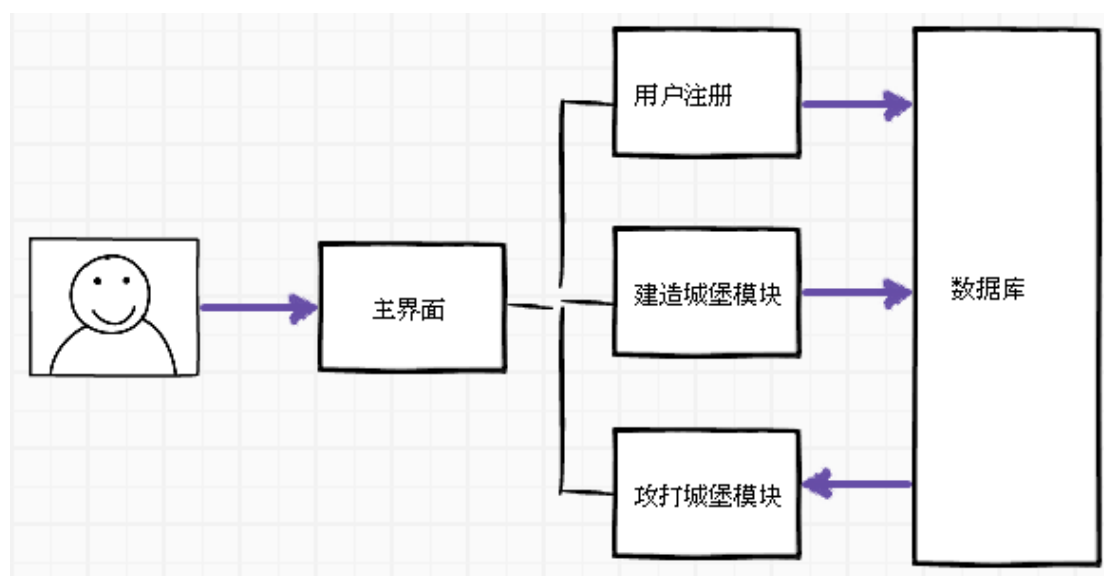 用户注册
主界面
建造城堡模块
数据库
攻打城堡模块